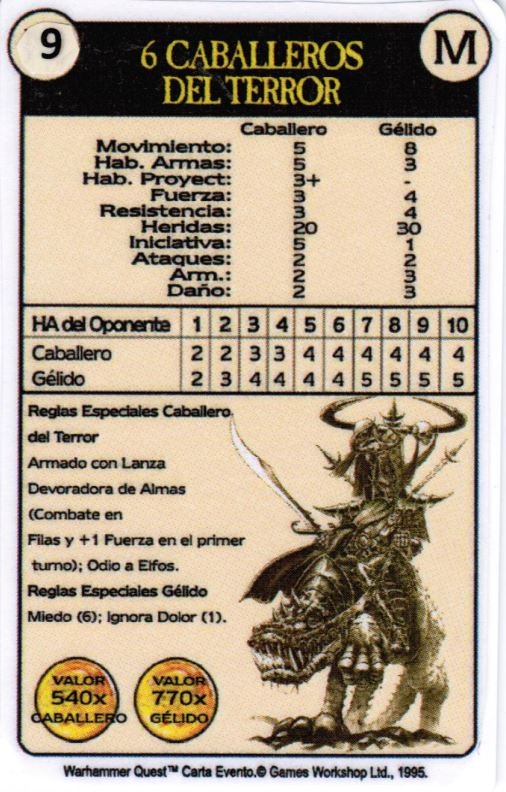 9
M
6 CABALLEROS
DEL TERROR
Caballero Gélido
Movimiento: 5 8
Hab. Armas: 5 3
Hab. Proyect: 3+ -
Fuerza: 3 4
Resistencia: 3 4
Heridas: 20 30
Iniciativa: 5 1
Ataques: 2 2
Arm.: 2 3
Daño: 2 3
HA del Oponente 1 2 3 4 5 6 7 8 9 10
Caballero 2 2 3 3 4 4 4 4 4 4
Gélido 2 3 4 4 4 4 5 5 5 5
Reglas Especiales Caballero
del Terror
Armado con Lanza
Devoradora de Almas
(Combate en
Filas y +1 Fuerza en el primer
turno); Odio a Elfos.
Reglas Especiales Gélido
Miedo (6); Ignora Dolor (1).
VALOR
540x
CABALLERO
VALOR
770x
GÉLIDO
Warhammer Quest™ Carta Evento.© Games Workshop Ltd., 1995.